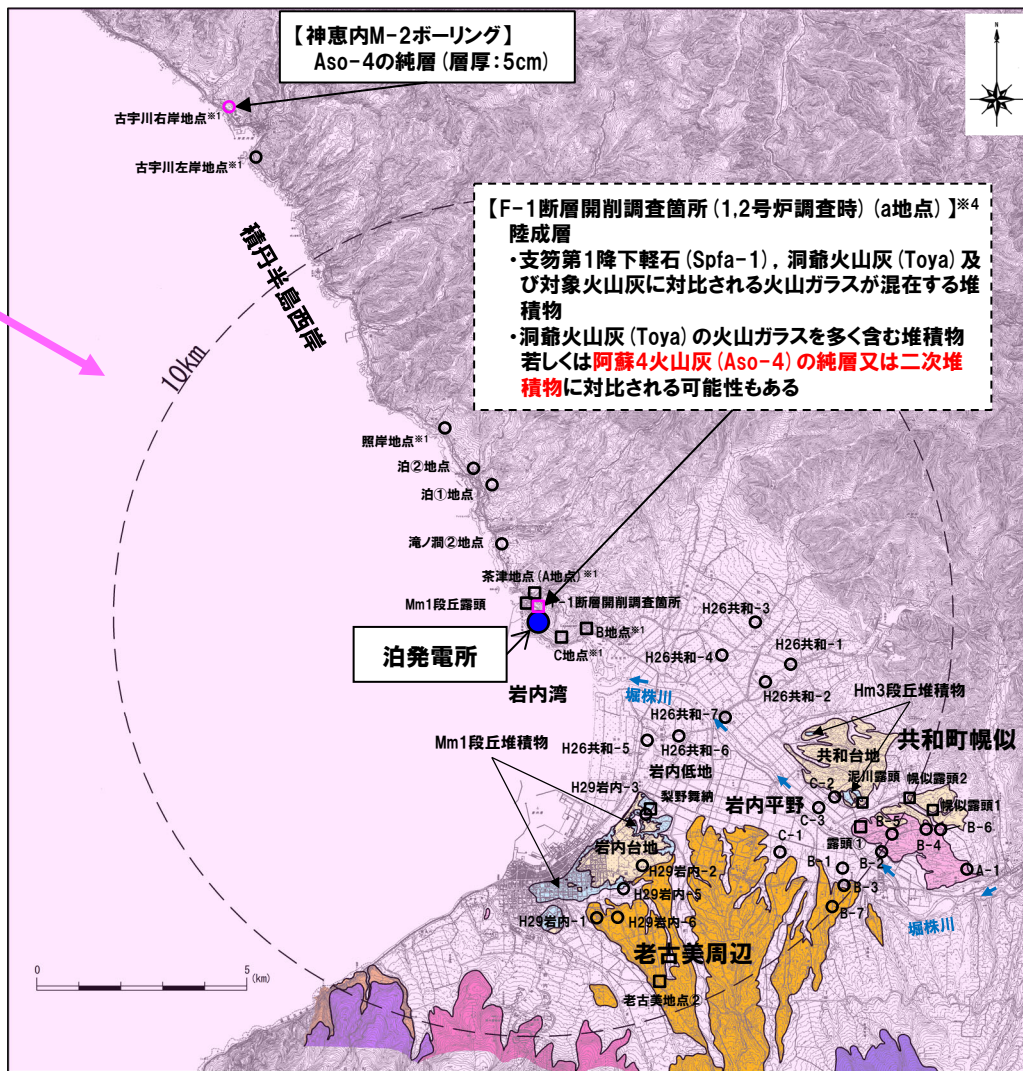 【神恵内M-2ボーリング】
Aso-4の純層(層厚:5cm)
N
古宇川右岸地点※1
古宇川左岸地点※1
積丹半島西岸
10km
【F-1断層開削調査箇所(1,2号炉調査時)(a地点)】※4
陸成層
・支笏第1降下軽石(Spfa-1),洞爺火山灰(Toya)及
び対象火山灰に対比される火山ガラスが混在する堆
積物
・洞爺火山灰(Toya)の火山ガラスを多く含む堆積物
若しくは阿蘇4火山灰(Aso-4)の純層又は二次堆
積物に対比される可能性もある
照岸地点※1
泊②地点
泊①地点
滝ノ澗②地点
茶津地点(A地点)※1
Mm1段丘露頭
-1断層開削調査箇所
B地点※1
C地点※1
泊発電所
H26共和-3
H26共和-1
H26共和-4
H26共和-2
岩内湾
堀株川
H26共和-7
Hm3段丘堆積物
Mm1段丘堆積物
H26共和-5
H26共和-6
共和台地
共和町幌似
岩内低地
泥川露頭
幌似露頭2
H29岩内-3
梨野舞納
C-2
岩内平野
幌似露頭1
C-3
B-5
B-6
岩内台地
C-1
露頭1
B-4
B-2
H29岩内-2
B-1
A-1
H29岩内-5
B-3
H29岩内-1
H29岩内-6
B-7
堀株川
老古美周辺
老古美地点②
0
5
(km)